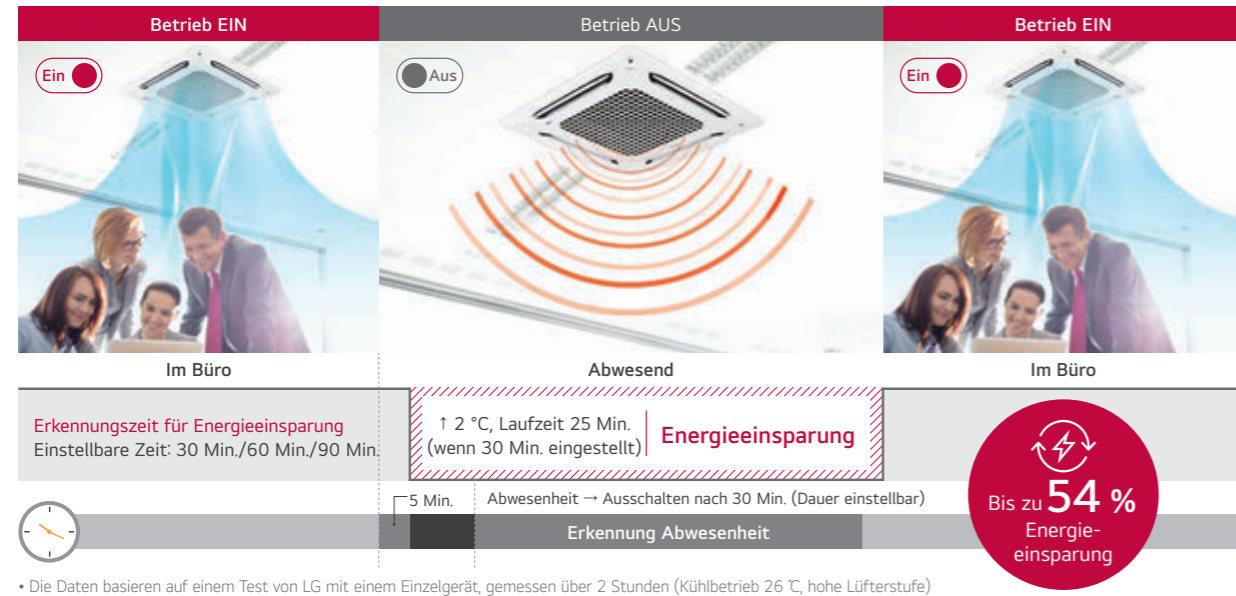 Betrieb EIN
Betrieb AUS
Betrieb EIN
Ein
Aus
Ein
Im Büro
Abwesend
Im Büro
Erkennungszeit für Energieeinsparung
Einstellbare Zeit: 30 Min./60 Min./90 Min.
↑ 2 °C, Laufzeit 25 Min.
(wenn 30 Min. eingestellt)
Energieeinsparung
5 Min.
Abwesenheit → Ausschalten nach 30 Min. (Dauer einstellbar)
Erkennung Abwesenheit
Bis zu 54 %
Energie-
einsparung
• Die Daten basieren auf einem Test von LG mit einem Einzelgerät, gemessen über 2 Stunden (Kühlbetrieb 26 ℃, hohe Lüfterstufe)